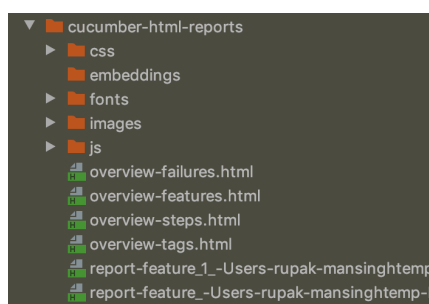 cucumber-html-reports
css
embeddings
fonts
images
js
overview-failures.html
overview-features.html
overview-steps.html
overview-tags.html
report-feature_1_-Users-rupak-mansinghtemp
report-feature_-Users-rupak-mansinghtemp-